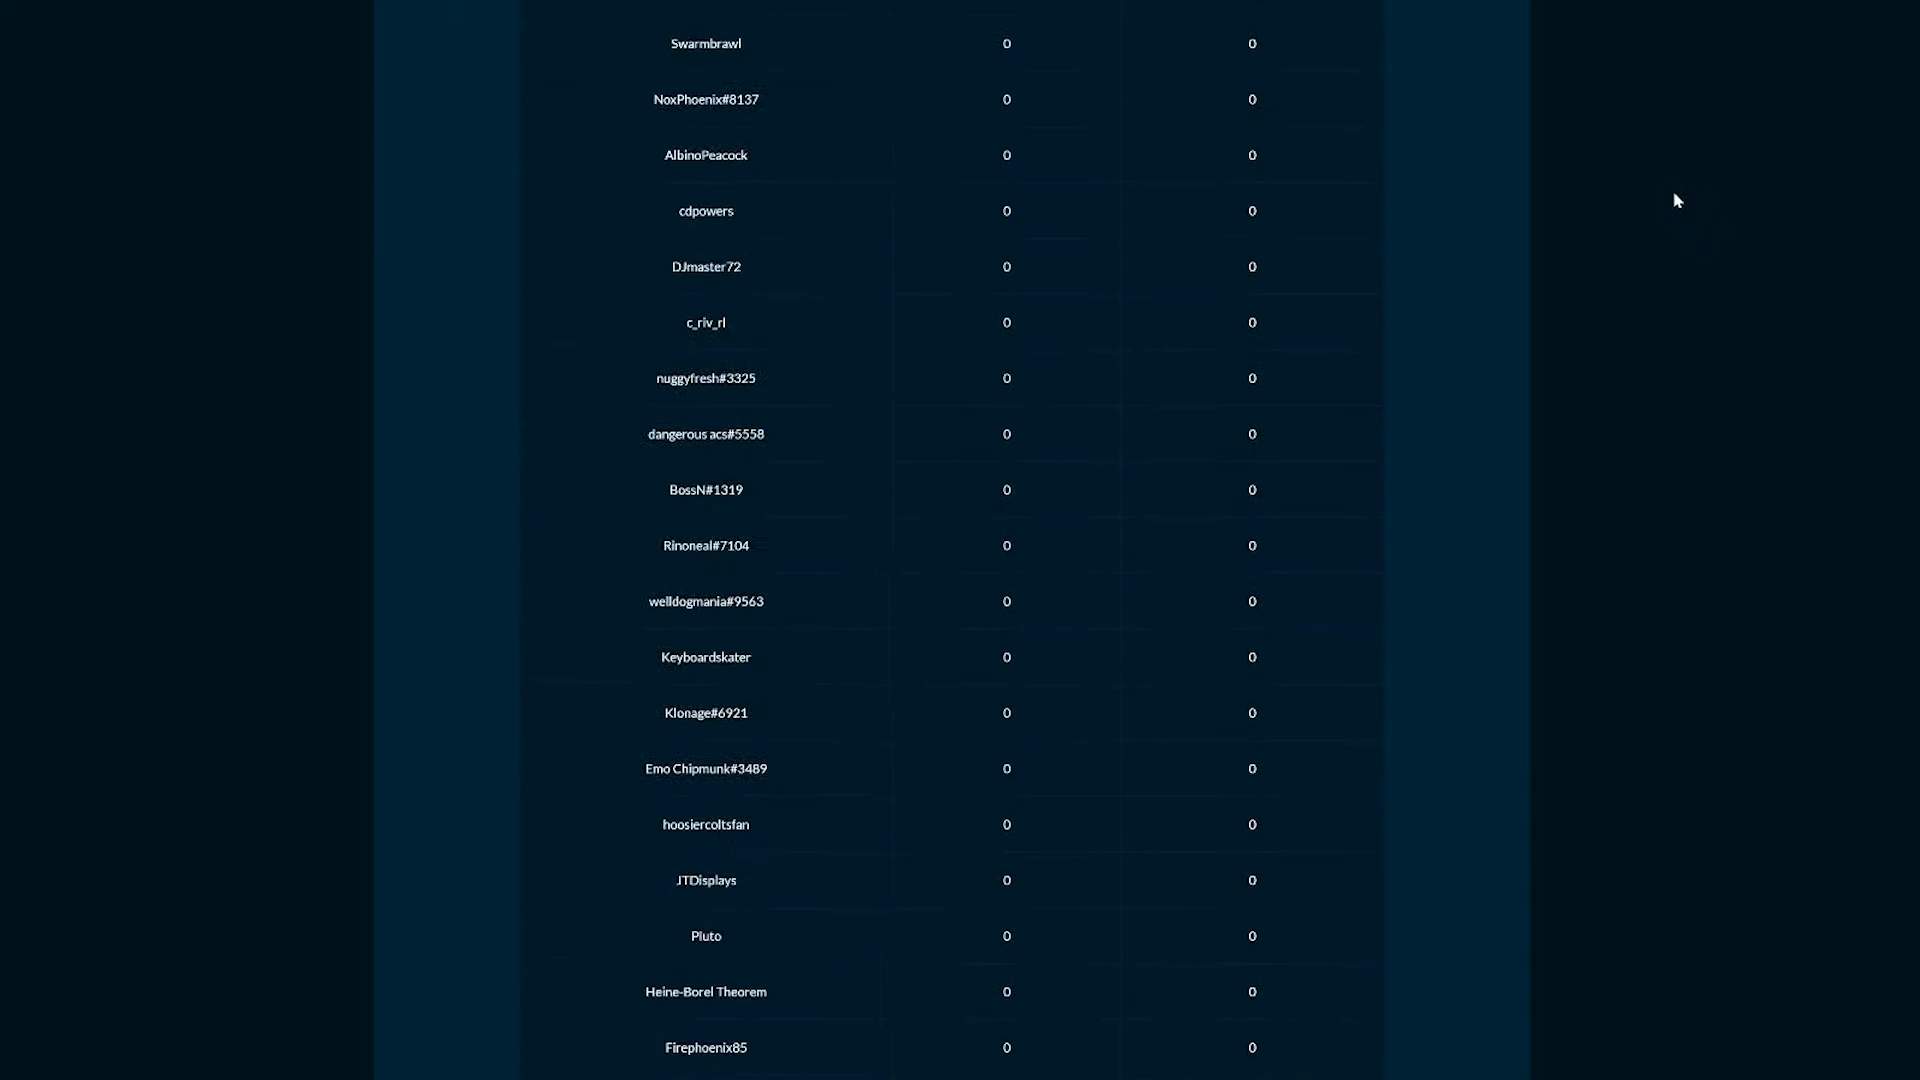 Swarmbrawl 0 0
NoxPhoenix#8137 0 0
AlbinoPeacock 0 0
cdpowers 0 0
DJmaster72 0 0
c_riv_rl 0 0
nuggyfresh#3325 0 0
dangerous acs#5558 0 0
BossN#1319 0 0
Rinoneal#7104 0 0
welldogmania#9563 0 0
Keyboardskater 0 0
Klonage#6921 0 0
Emo Chipmunk#3489 0 0
hoosiercoltsfan 0 0
JTDisplays 0 0
Pluto 0 0
Heine-Borel Theorem 0 0
Firephoenix85 0 0